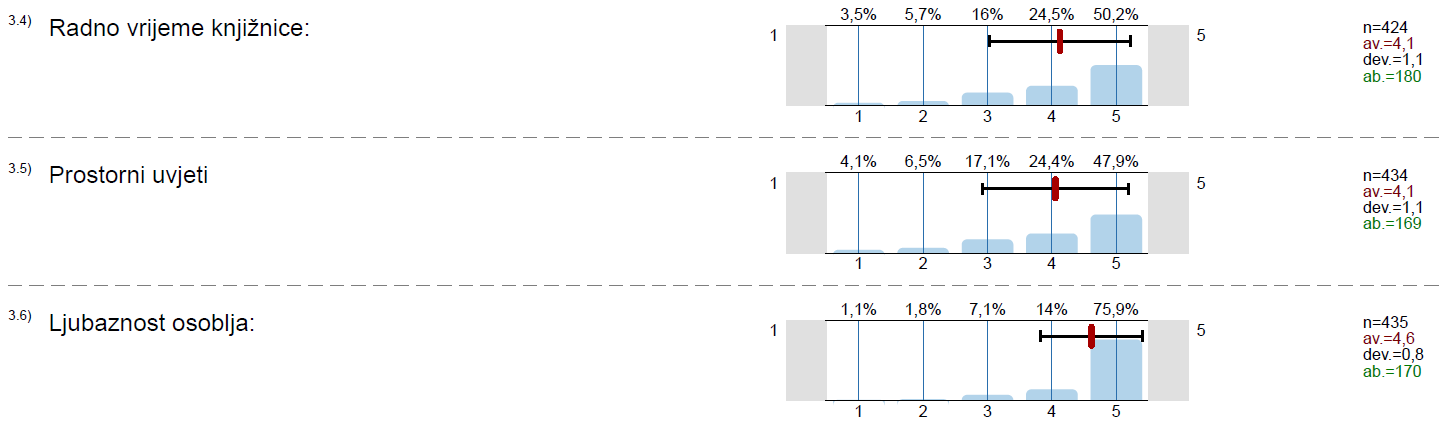 3.4) Radno vrijeme knjižnice:
3,5% 5,7% 16% 24,5% 50,2%
1 5
1 2 3 4 5
n=424
av.=4,1
dev.=1,1
ab.=180
3.5) Prostorni uvjeti
4,1% 6,5% 17,1% 24,4% 47,9%
1 5
1 2 3 4 5
n=434
av.=4,1
dev.=1,1
ab.=169
3.6) Ljubaznost osoblja:
1,1% 1,8% 7,1% 14% 75,9%
1 5
1 2 3 4 5
n=435
av.=4,6
dev.=0,8
ab.=170